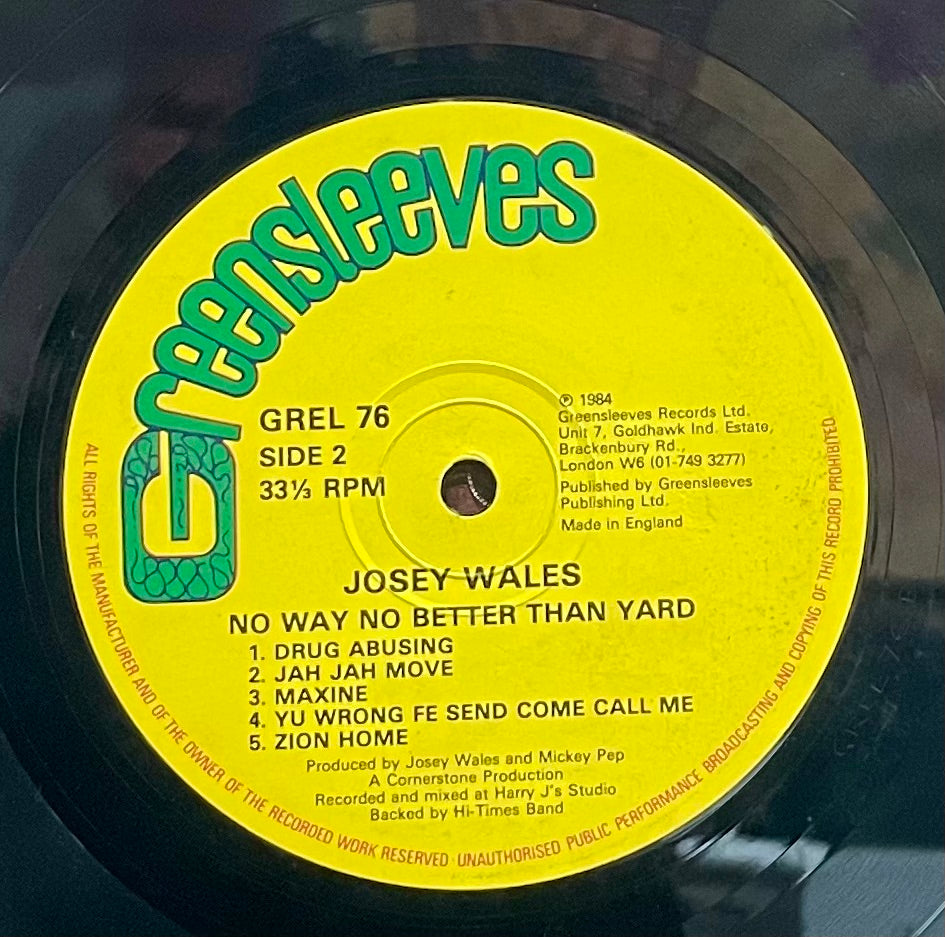 Greensleeves
GREL 76
SIDE 2
33⅓ RPM
℗ 1984
Greensleeves Records Ltd.
Unit 7, Goldhawk Ind. Estate,
Brackenbury Rd.,
London W6 (01-749 3277)
Published by Greensleeves
Publishing Ltd.
Made in England
JOSEY WALES
NO WAY NO BETTER THAN YARD
1. DRUG ABUSING
2. JAH JAH MOVE
3. MAXINE
4. YU WRONG FE SEND COME CALL ME
5. ZION HOME
Produced by Josey Wales and Mickey Pep
A Cornerstone Production
Recorded and mixed at Harry J's Studio
Backed by Hi-Times Band
ALL RIGHTS OF THE MANUFACTURER AND OF THE OWNER OF THE RECORDED WORK RESERVED · UNAUTHORISED PUBLIC PERFORMANCE BROADCASTING AND COPYING OF THIS RECORD PROHIBITED